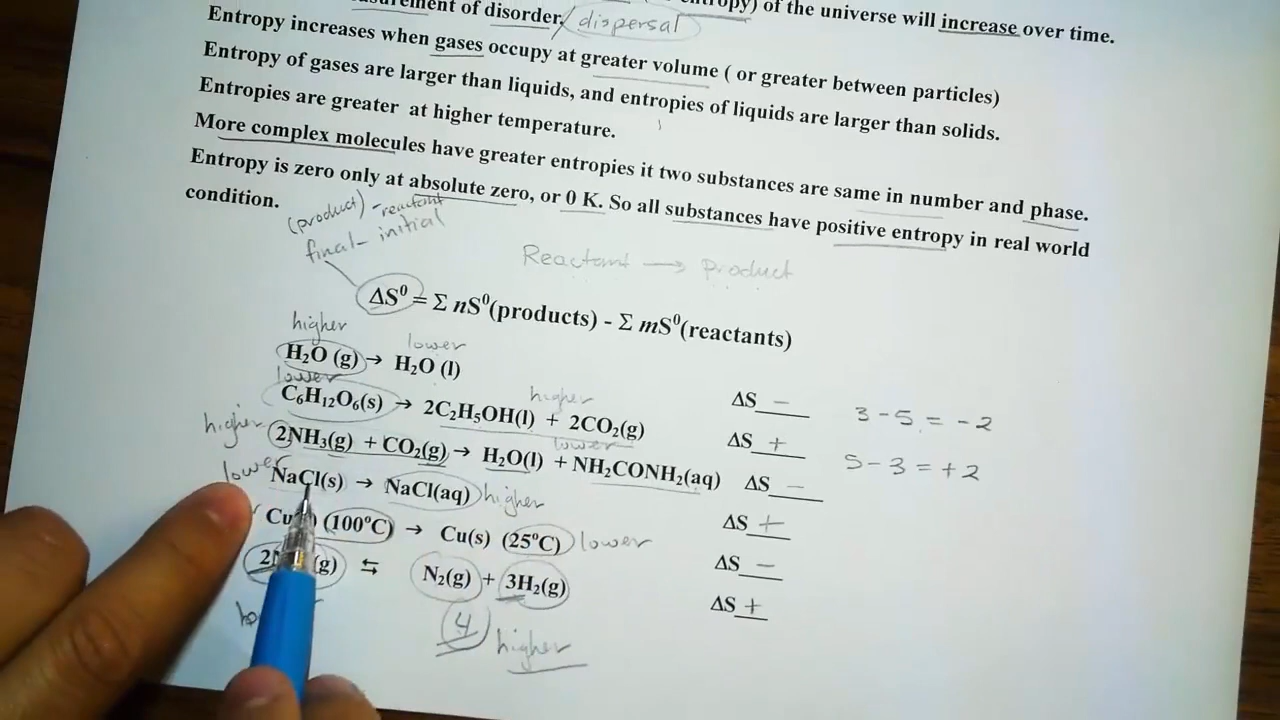 of the universe will increase over time.
of disorder, / dispersal
Entropy increases when gases occupy at greater volume ( or greater between particles)
Entropy of gases are larger than liquids, and entropies of liquids are larger than solids.
Entropies are greater at higher temperature.
More complex molecules have greater entropies it two substances are same in number and phase.
Entropy is zero only at absolute zero, or 0 K. So all substances have positive entropy in real world
condition.
(product) - reactant
final - initial
Reactant → product
ΔS⁰ = Σ nS⁰(products) - Σ mS⁰(reactants)
higher lower
H₂O (g) → H₂O (l) ΔS −
lower higher
C₆H₁₂O₆(s) → 2C₂H₅OH(l) + 2CO₂(g) ΔS +
3 - 5 = -2
higher lower
2NH₃(g) + CO₂(g) → H₂O(l) + NH₂CONH₂(aq) ΔS −
5 - 3 = +2
lower NaCl(s) → NaCl(aq) higher ΔS +
(100°C) → Cu(s) (25°C) lower ΔS −
(g) ⇆ N₂(g) + 3H₂(g) ΔS +
4 higher